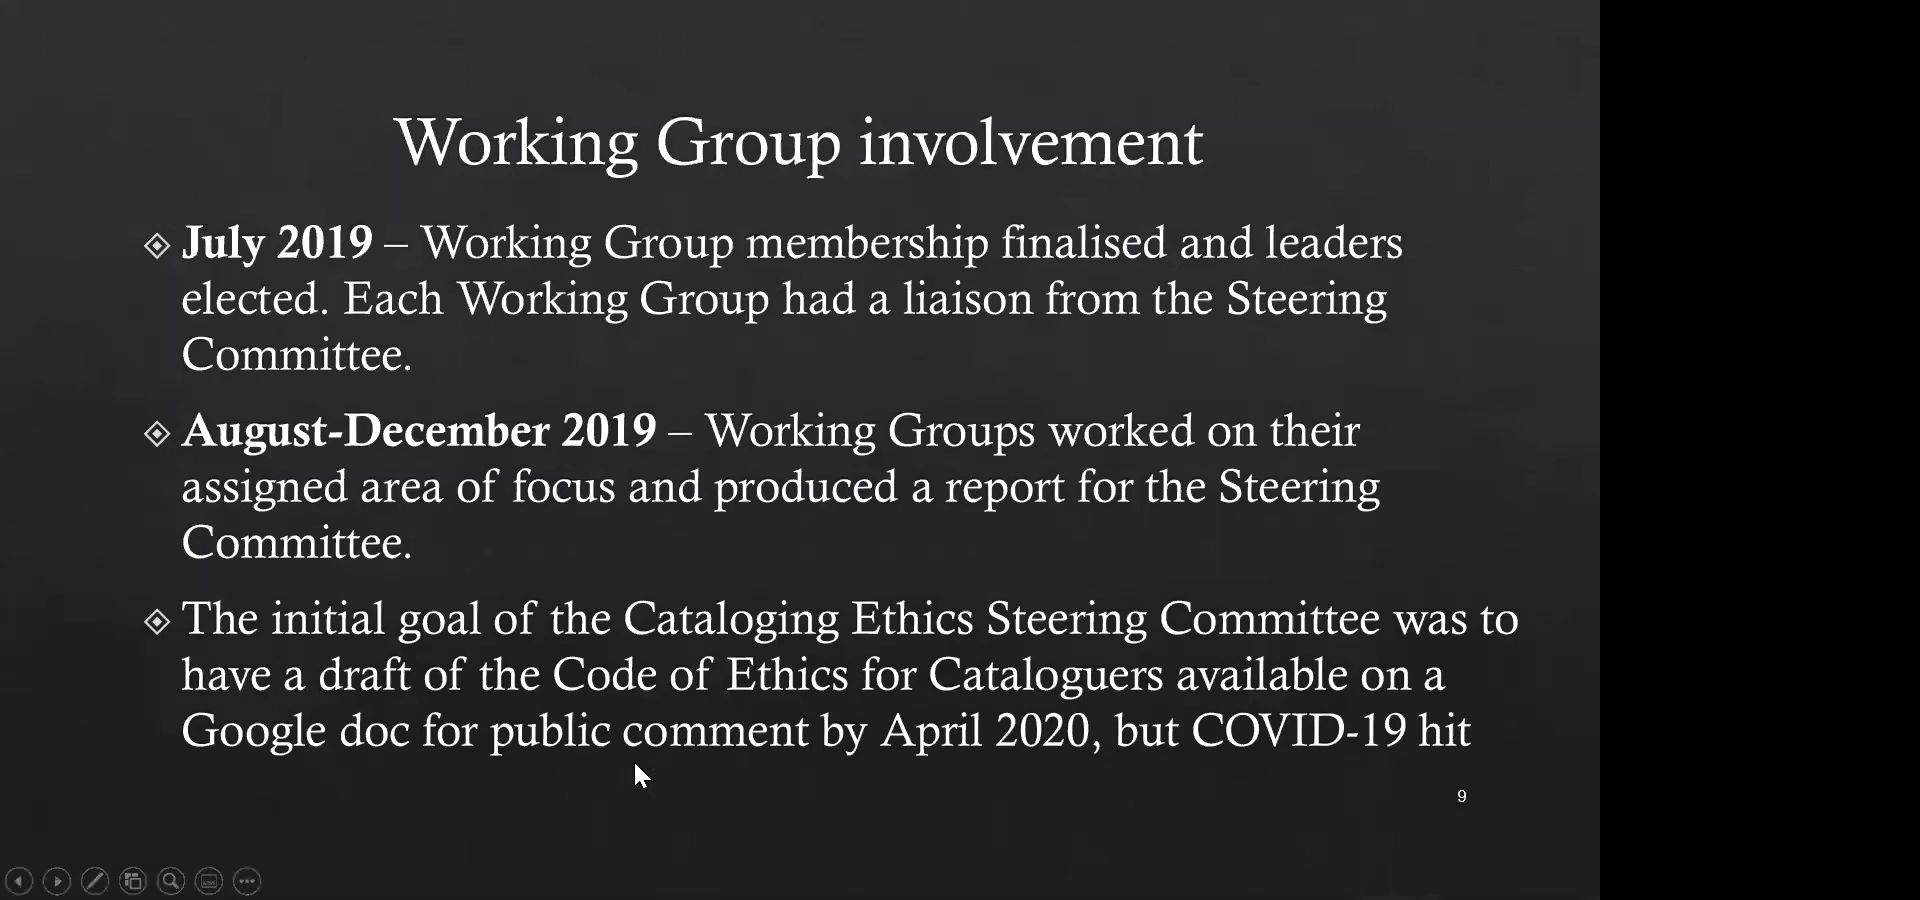 Working Group involvement
July 2019 – Working Group membership finalised and leaders
elected. Each Working Group had a liaison from the Steering
Committee.
August-December 2019 – Working Groups worked on their
assigned area of focus and produced a report for the Steering
Committee.
The initial goal of the Cataloging Ethics Steering Committee was to
have a draft of the Code of Ethics for Cataloguers available on a
Google doc for public comment by April 2020, but COVID-19 hit
9